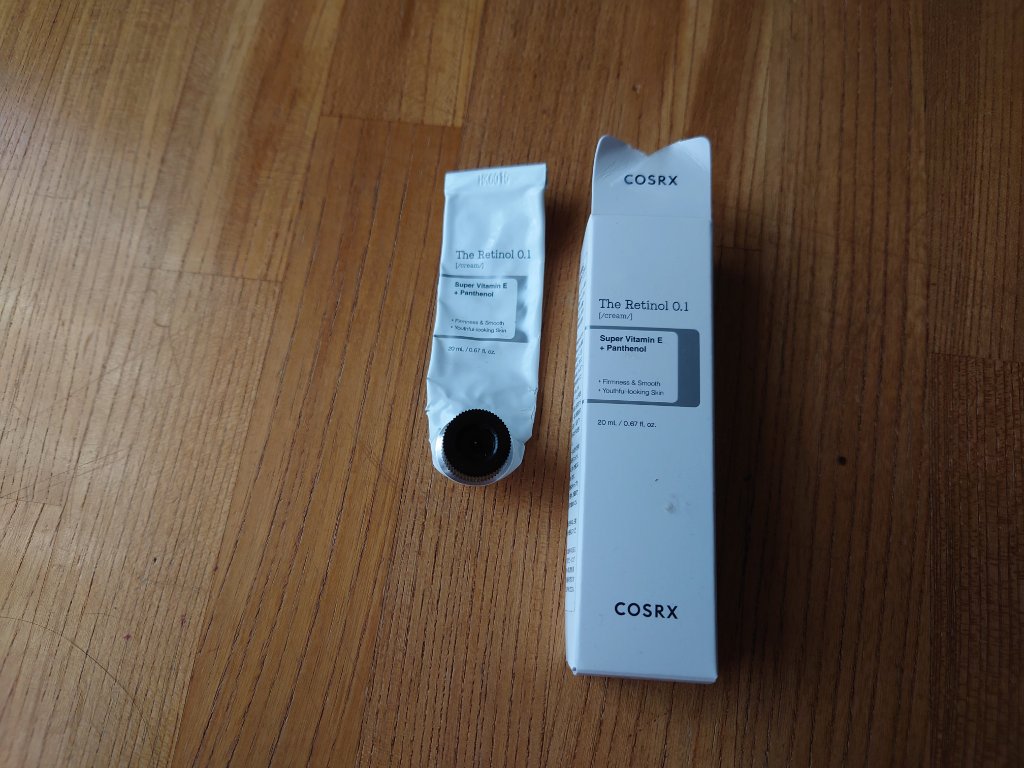 The Retinol 0.1
[/cream/]
Super Vitamin E
+ Panthenol
• Firmness & Smooth
• Youthful-looking Skin
20 mL / 0.67 fl. oz.
COSRX
The Retinol 0.1
[/cream/]
Super Vitamin E
+ Panthenol
• Firmness & Smooth
• Youthful-looking Skin
20 mL / 0.67 fl. oz.
COSRX